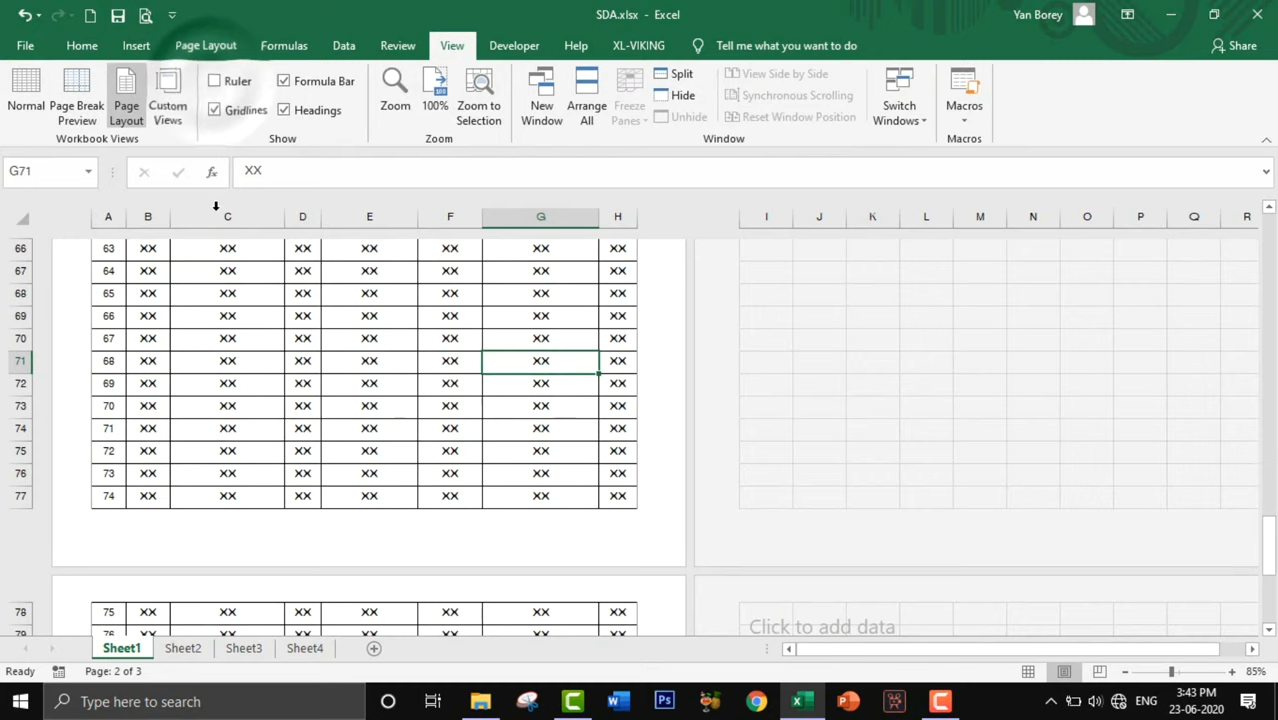 SDA.xlsx - Excel
Yan Borey
File Home Insert Page Layout Formulas Data Review View Developer Help XL-VIKING Tell me what you want to do Share
Normal Page Break Preview Page Layout Custom Views
Workbook Views
Ruler Formula Bar
Gridlines Headings
Show
Zoom 100% Zoom to Selection
Zoom
New Window Arrange All Freeze Panes
Split
Hide
Unhide
View Side by Side
Synchronous Scrolling
Reset Window Position
Window
Switch Windows
Macros
Macros
G71 fx XX
A B C D E F G H I J K L M N O P Q R
66 63 XX XX XX XX XX XX XX
67 64 XX XX XX XX XX XX XX
68 65 XX XX XX XX XX XX XX
69 66 XX XX XX XX XX XX XX
70 67 XX XX XX XX XX XX XX
71 68 XX XX XX XX XX XX XX
72 69 XX XX XX XX XX XX XX
73 70 XX XX XX XX XX XX XX
74 71 XX XX XX XX XX XX XX
75 72 XX XX XX XX XX XX XX
76 73 XX XX XX XX XX XX XX
77 74 XX XX XX XX XX XX XX
78 75 XX XX XX XX XX XX XX
79 76 XX XX XX XX XX XX XX
Click to add data
Sheet1 Sheet2 Sheet3 Sheet4
Ready Page: 2 of 3 85%
Type here to search
ENG
3:43 PM
23-06-2020